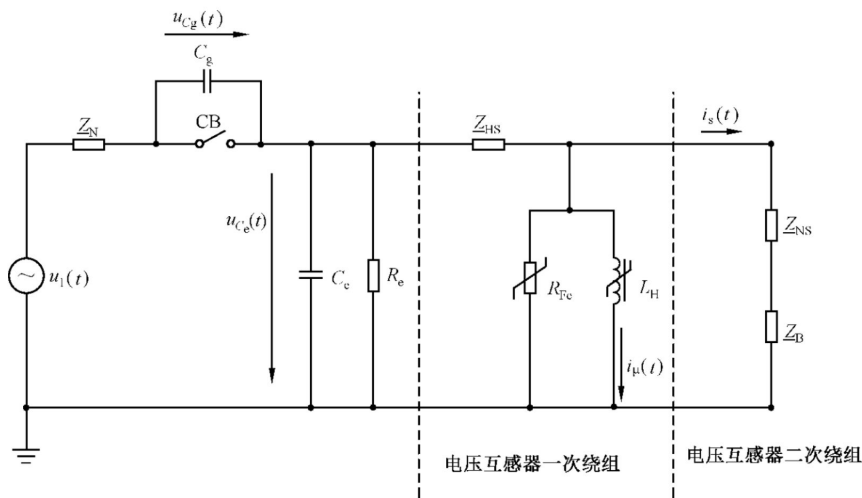 u_Cg(t)
C_g
Z_N
CB
Z_HS
i_s(t)
u_Ce(t)
Z_NS
u_1(t)
C_e
R_e
R_Fe
L_H
Z_B
i_μ(t)
电压互感器一次绕组
电压互感器二次绕组